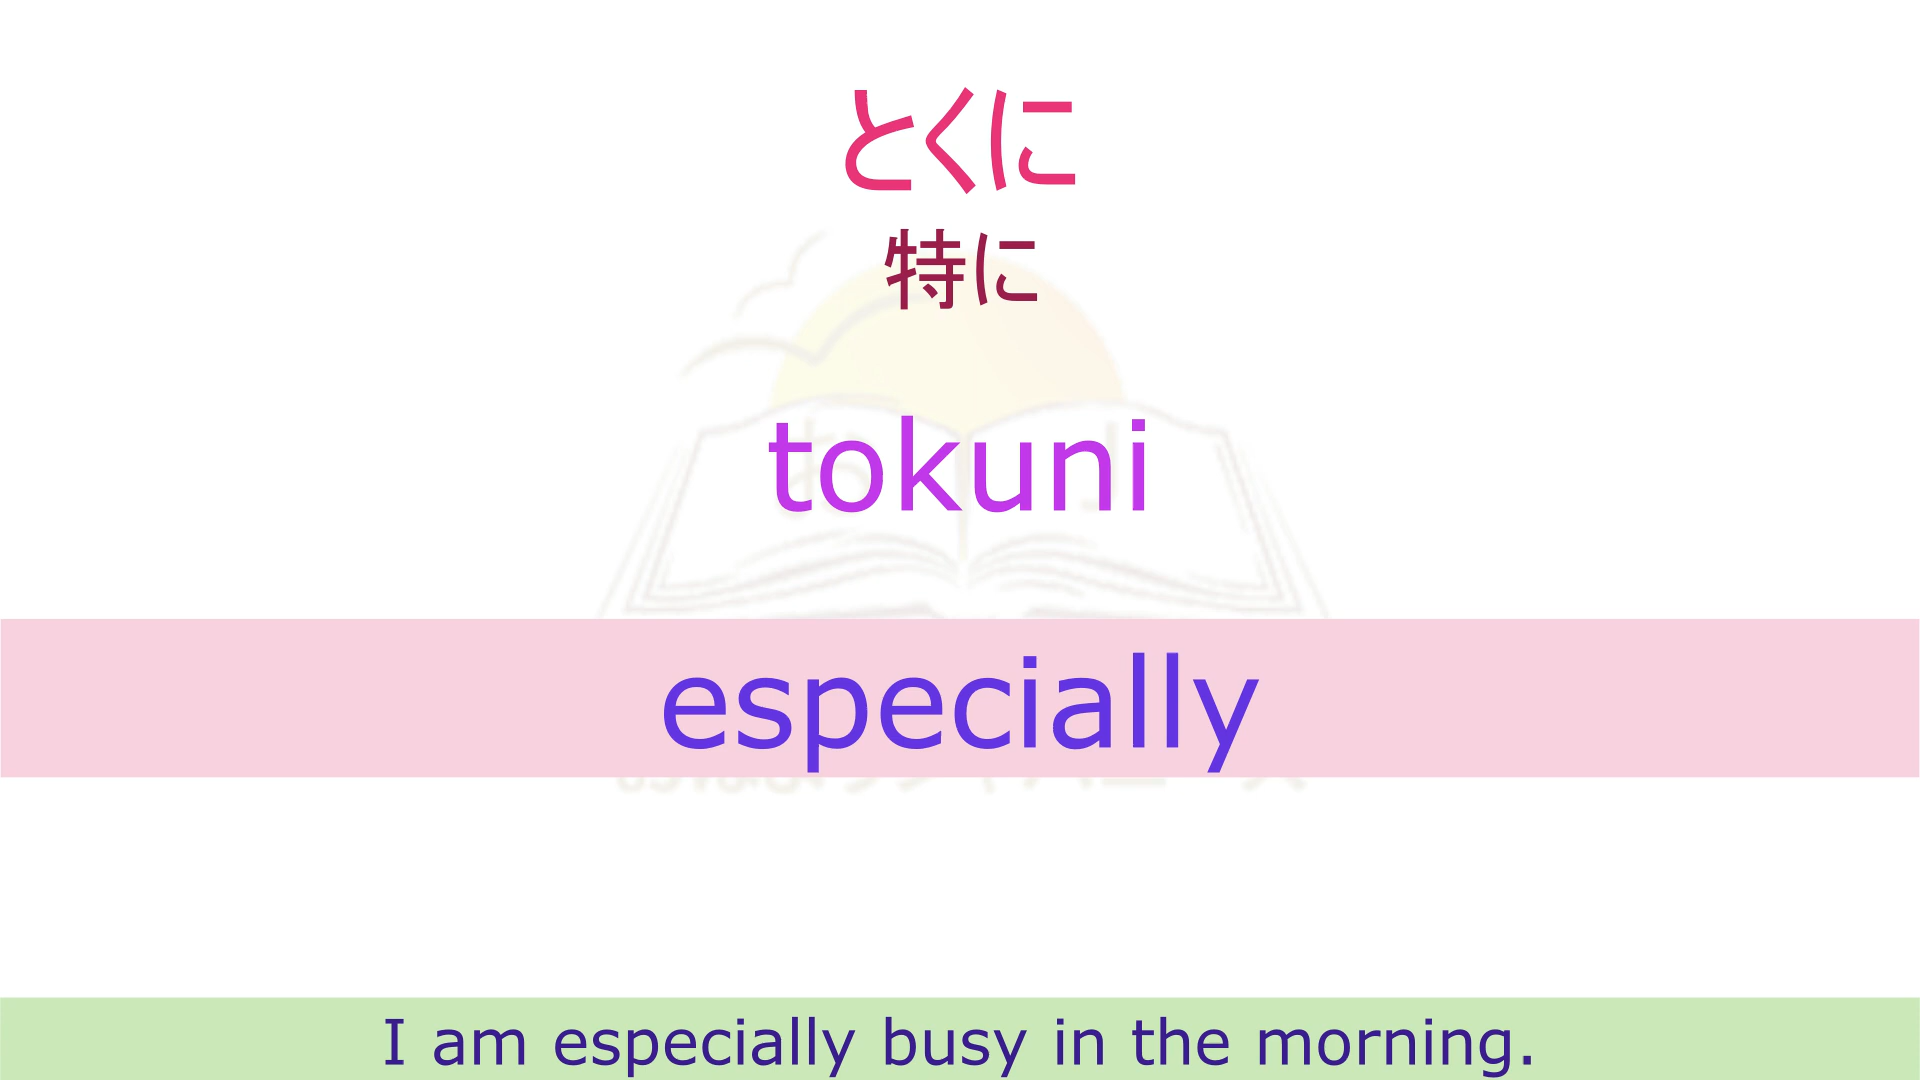 とくに
特に
tokuni
especially
I am especially busy in the morning.